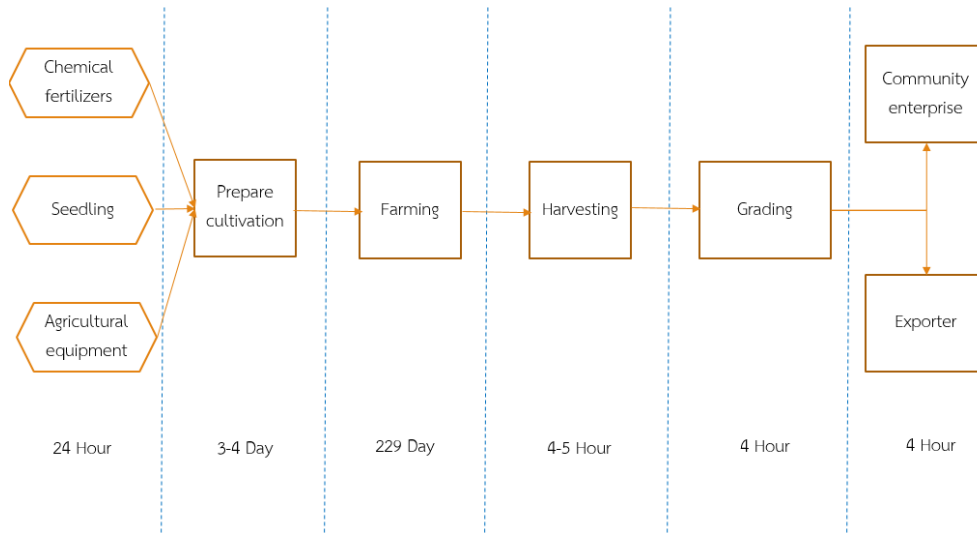 Chemical
fertilizers
Seedling
Agricultural
equipment
Prepare
cultivation
Farming
Harvesting
Grading
Community
enterprise
Exporter
24 Hour
3-4 Day
229 Day
4-5 Hour
4 Hour
4 Hour